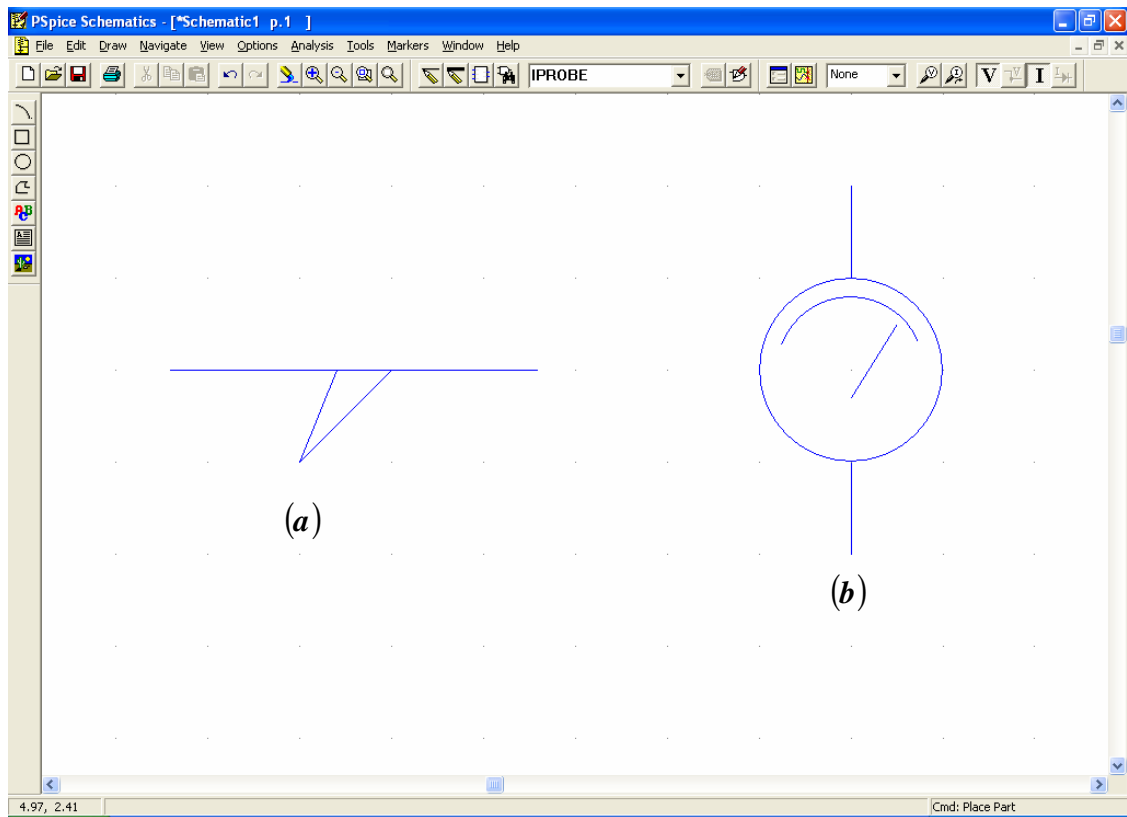 PSpice Schematics - [*Schematic1 p.1 ]
File Edit Draw Navigate View Options Analysis Tools Markers Window Help
IPROBE None V I
ABC
(a)
(b)
4.97, 2.41 Cmd: Place Part